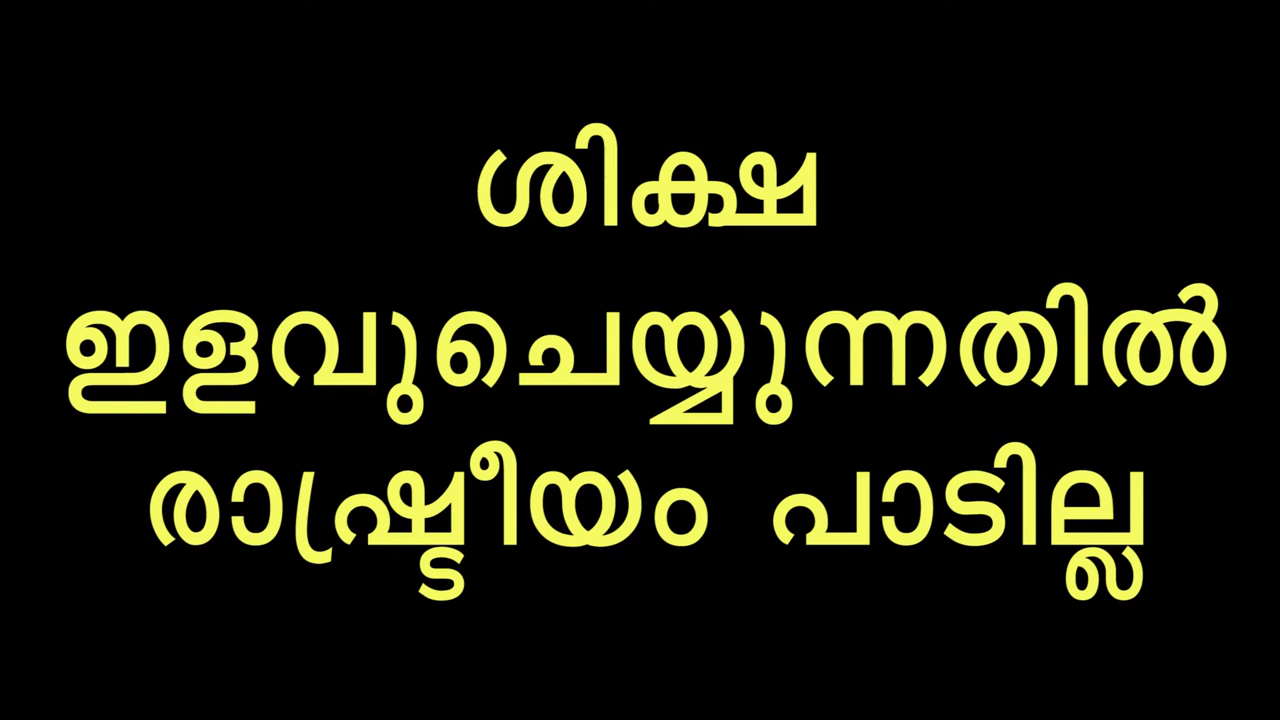 ശിക്ഷ
ഇളവുചെയ്യുന്നതിൽ
രാഷ്ട്രീയം പാടില്ല